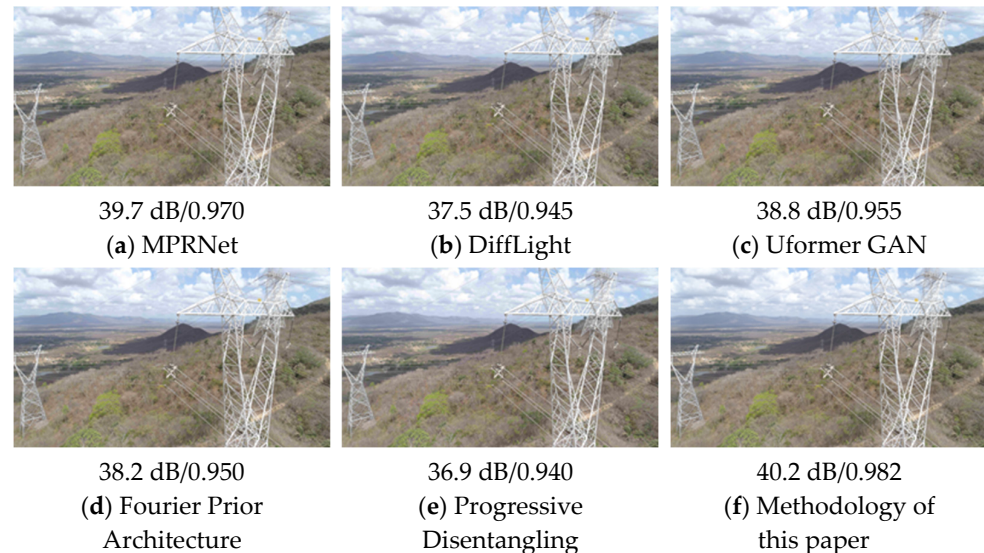 39.7 dB/0.970
37.5 dB/0.945
38.8 dB/0.955
(a) MPRNet
(b) DiffLight
(c) Uformer GAN
38.2 dB/0.950
36.9 dB/0.940
40.2 dB/0.982
(d) Fourier Prior
Architecture
(e) Progressive
Disentangling
(f) Methodology of
this paper